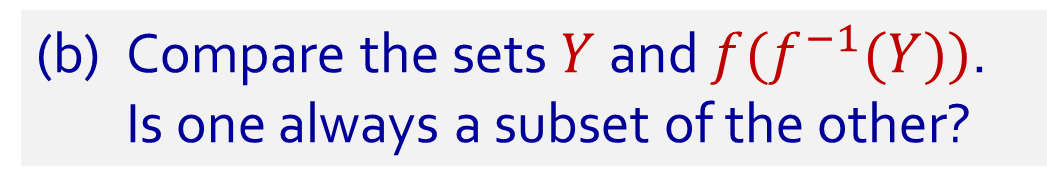 (b) Compare the sets Y and f(f⁻¹(Y)).
Is one always a subset of the other?